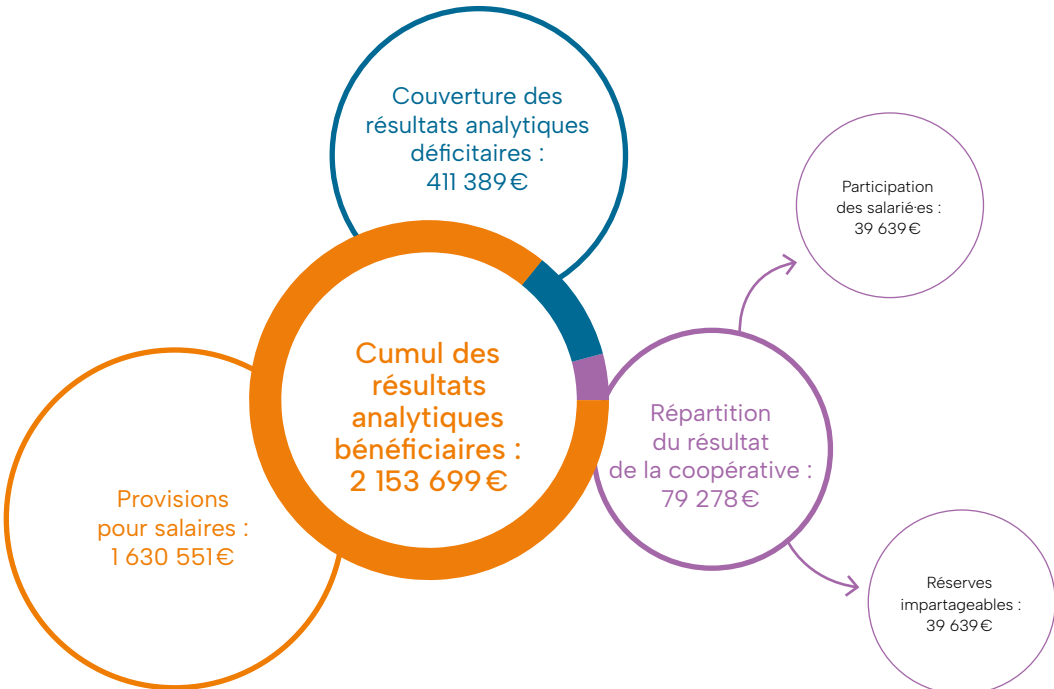 Couverture des
résultats analytiques
déficitaires :
411 389 €
Participation
des salarié·es :
39 639 €
Cumul des
résultats
analytiques
bénéficiaires :
2 153 699 €
Répartition
du résultat
de la coopérative :
79 278 €
Provisions
pour salaires :
1 630 551 €
Réserves
impartageables :
39 639 €